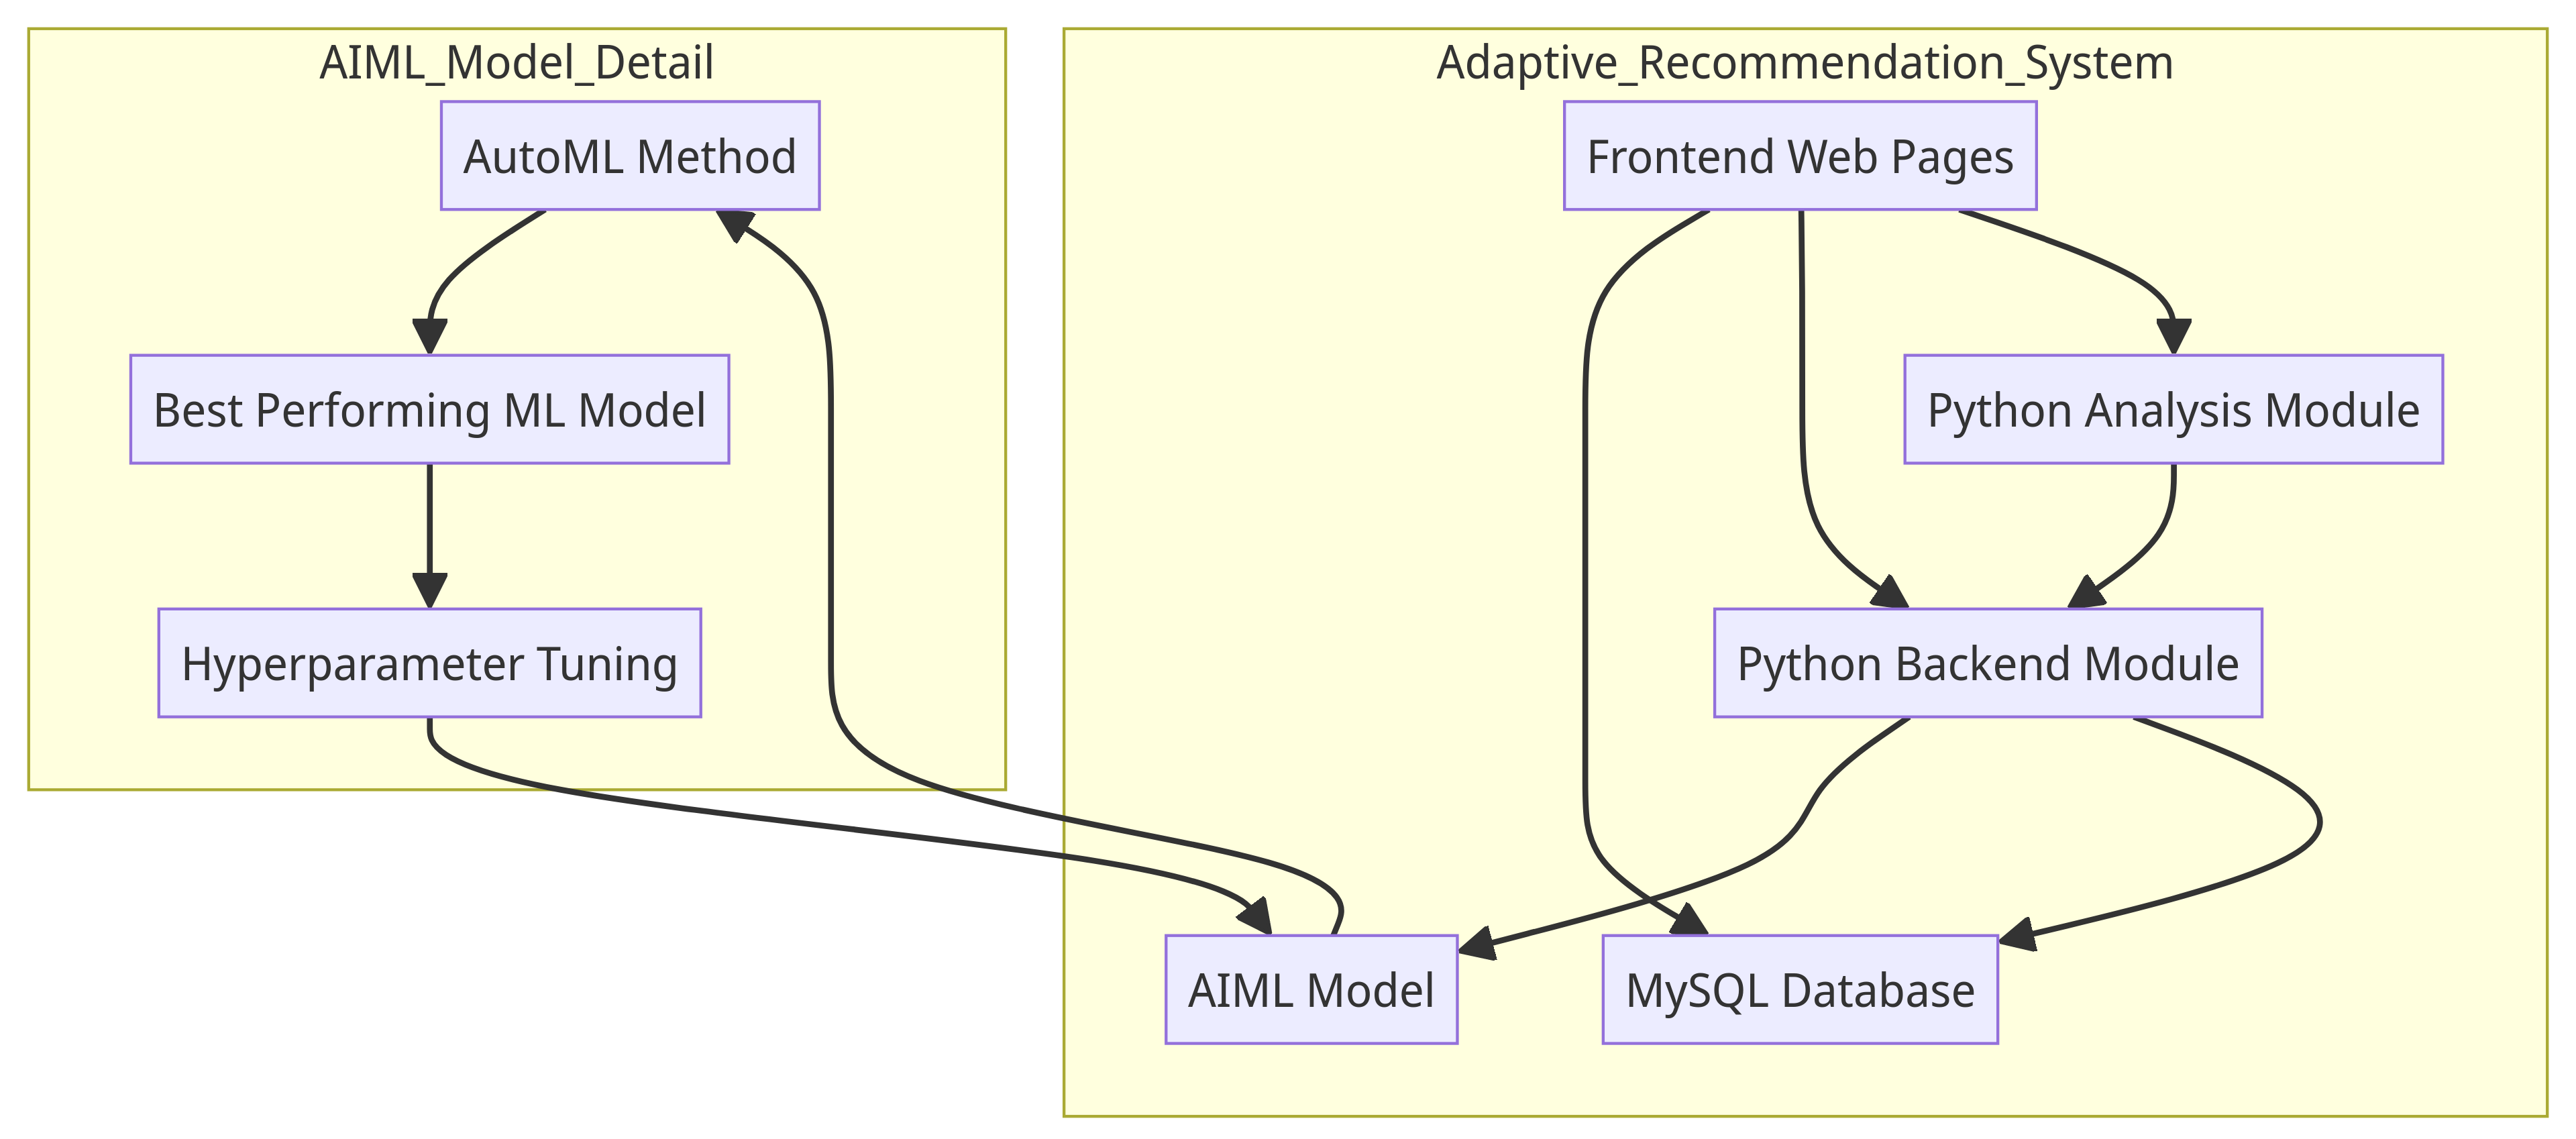 AIML_Model_Detail
AutoML Method
Best Performing ML Model
Hyperparameter Tuning
Adaptive_Recommendation_System
Frontend Web Pages
Python Analysis Module
Python Backend Module
AIML Model
MySQL Database